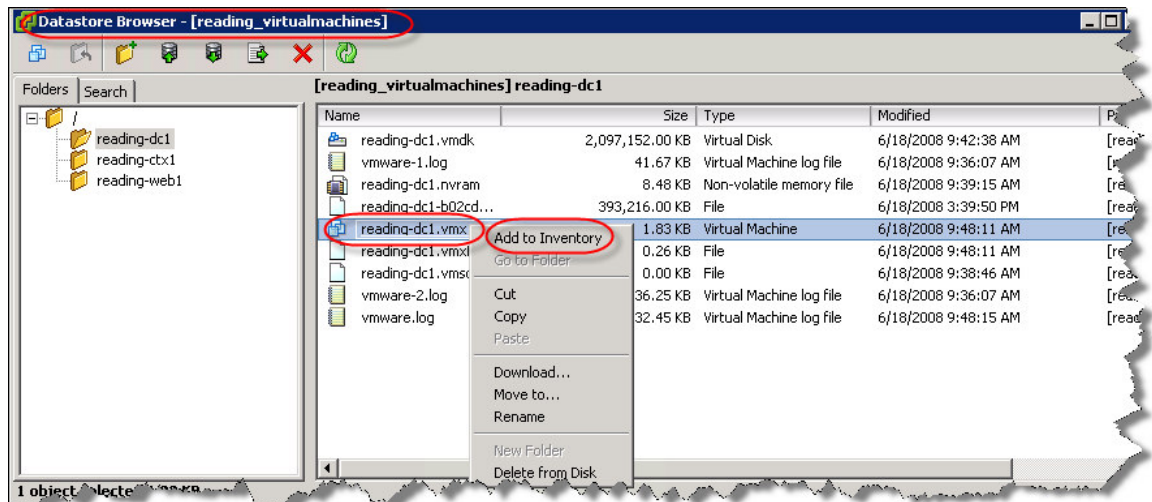 Datastore Browser - [reading_virtualmachines]
Folders Search
[reading_virtualmachines] reading-dc1
/
reading-dc1
reading-ctx1
reading-web1
Name Size Type Modified
reading-dc1.vmdk 2,097,152.00 KB Virtual Disk 6/18/2008 9:42:38 AM
vmware-1.log 41.67 KB Virtual Machine log file 6/18/2008 9:36:07 AM
reading-dc1.nvram 8.48 KB Non-volatile memory file 6/18/2008 9:39:15 AM
reading-dc1-b02cd... 393,216.00 KB File 6/18/2008 3:39:50 PM
reading-dc1.vmx 1.83 KB Virtual Machine 6/18/2008 9:48:11 AM
reading-dc1.vmx 0.26 KB File 6/18/2008 9:48:11 AM
reading-dc1.vms 0.00 KB File 6/18/2008 9:38:46 AM
vmware-2.log 36.25 KB Virtual Machine log file 6/18/2008 9:36:07 AM
vmware.log 32.45 KB Virtual Machine log file 6/18/2008 9:48:15 AM
Add to Inventory
Go to Folder
Cut
Copy
Paste
Download...
Move to...
Rename
New Folder
Delete from Disk
1 object